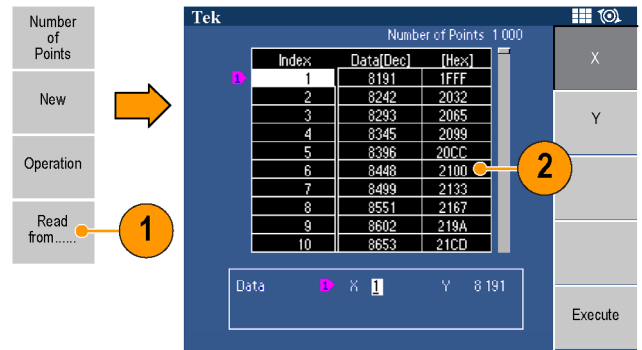 Number
of
Points
New
Operation
Read
from......
1
Tek
Number of Points 1 000
Index Data[Dec] [Hex]
1 1 8191 1FFF
2 8242 2032
3 8293 2065
4 8345 2099
5 8396 20CC
6 8448 2100
7 8499 2133
8 8551 2167
9 8602 219A
10 8653 21CD
2
Data 1 X 1 Y 8 191
X
Y
Execute